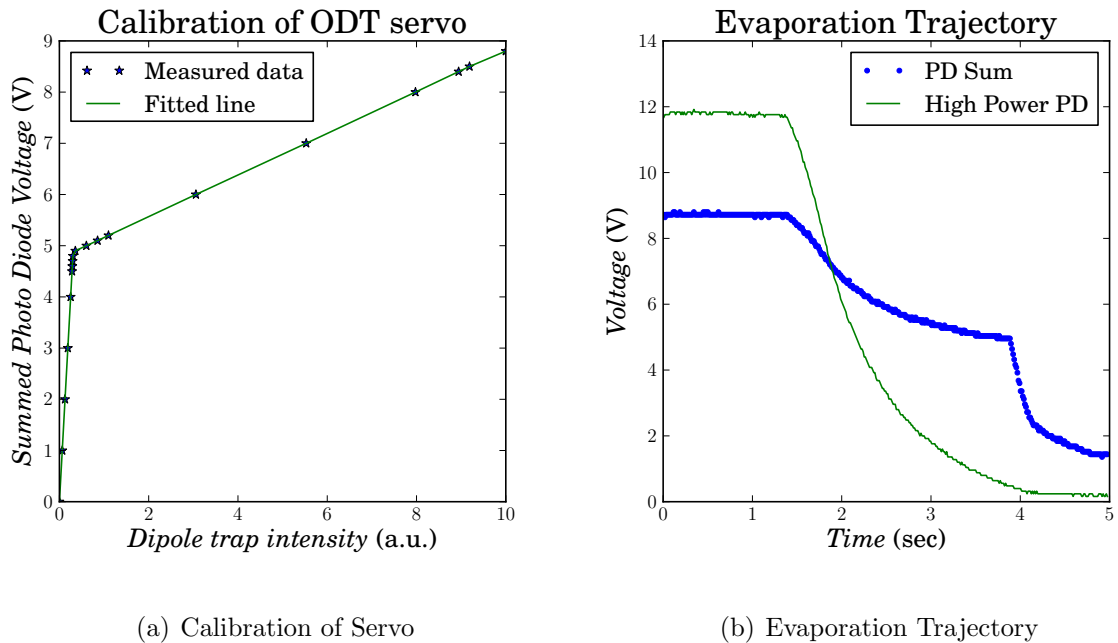 Calibration of ODT servo
9
8
7
6
5
4
3
2
1
0
Summed Photo Diode Voltage (V)
Measured data
Fitted line
0 2 4 6 8 10
Dipole trap intensity (a.u.)
(a) Calibration of Servo
Evaporation Trajectory
14
12
10
8
6
4
2
0
Voltage (V)
PD Sum
High Power PD
0 1 2 3 4 5
Time (sec)
(b) Evaporation Trajectory